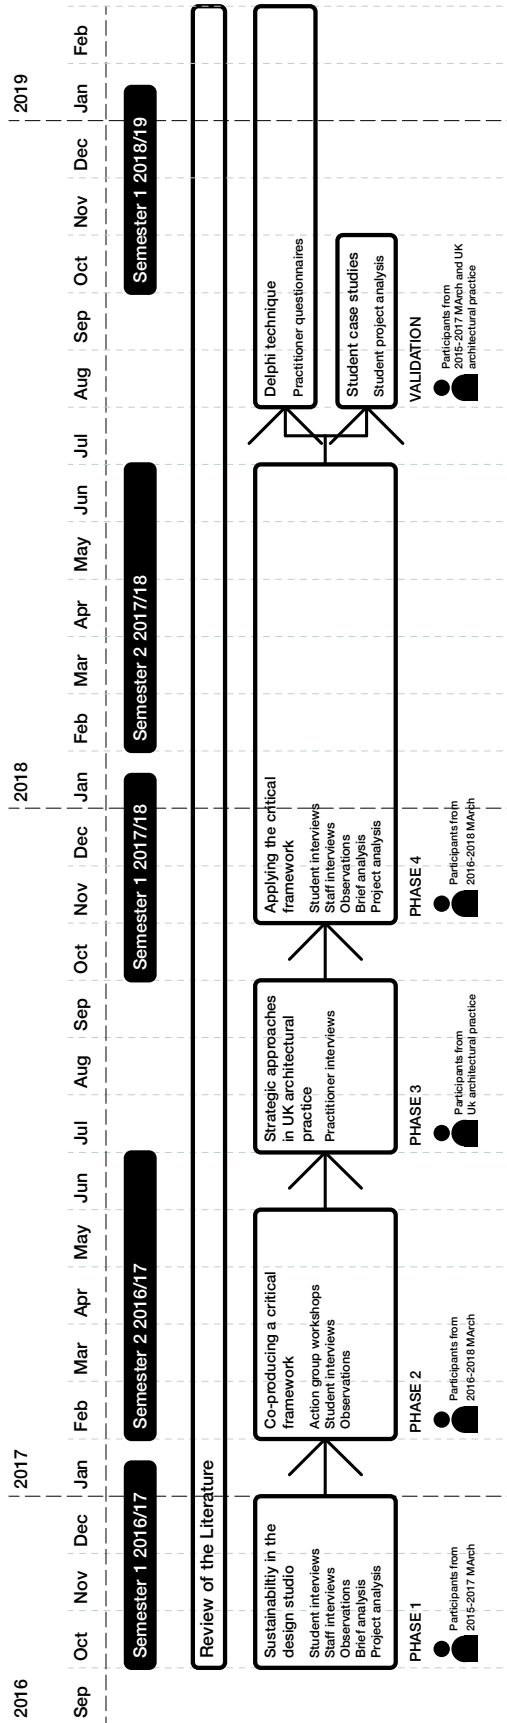 2016
2017
2018
2019
Sep Oct Nov Dec Jan Feb Mar Apr May Jun Jul Aug Sep Oct Nov Dec Jan Feb Mar Apr May Jun Jul Aug Sep Oct Nov Dec Jan Feb
Semester 1 2016/17
Semester 2 2016/17
Semester 1 2017/18
Semester 2 2017/18
Semester 1 2018/19
Review of the Literature
Sustainabiltiy in the
design studio
Student interviews
Staff interviews
Observations
Brief analysis
Project analysis
PHASE 1
Participants from
2015-2017 MArch
Co-producing a critical
framework
Action group workshops
Student interviews
Observations
PHASE 2
Participants from
2016-2018 MArch
Strategic approaches
in UK architectural
practice
Practitioner interviews
PHASE 3
Participants from
Uk architectural practice
Applying the critical
framework
Student interviews
Staff interviews
Observations
Brief analysis
Project analysis
PHASE 4
Participants from
2016-2018 MArch
Delphi technique
Practitioner questionnaires
Student case studies
Student project analysis
VALIDATION
Participants from
2015-2017 MArch and UK
architectural practice